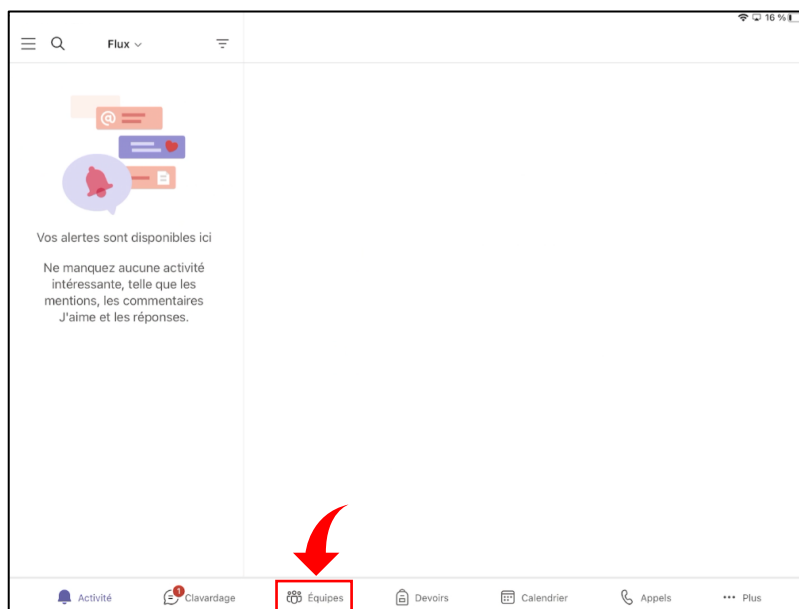 16 %
Flux
@
Vos alertes sont disponibles ici
Ne manquez aucune activité
intéressante, telle que les
mentions, les commentaires
J'aime et les réponses.
Activité
1
Clavardage
Équipes
Devoirs
Calendrier
Appels
Plus